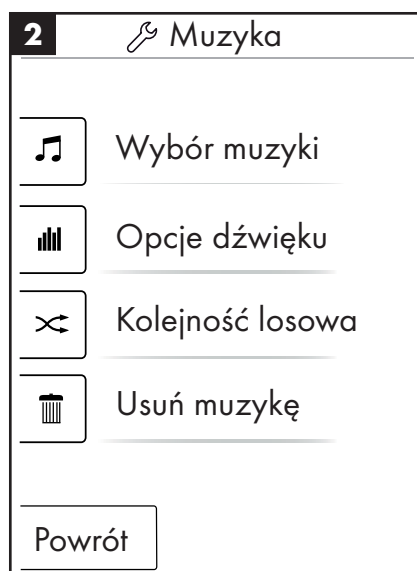 2
Muzyka
Wybór muzyki
Opcje dźwięku
Kolejność losowa
Usuń muzykę
Powrót